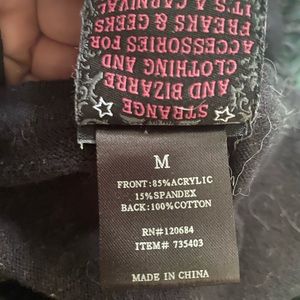 STRANGE
AND BIZARRE
CLOTHING AND
ACCESSORIES FOR
FREAKS & GEEKS
IT'S A CARNIVAL
M
FRONT:85%ACRYLIC
15%SPANDEX
BACK:100%COTTON
RN#120684
ITEM# 735403
MADE IN CHINA